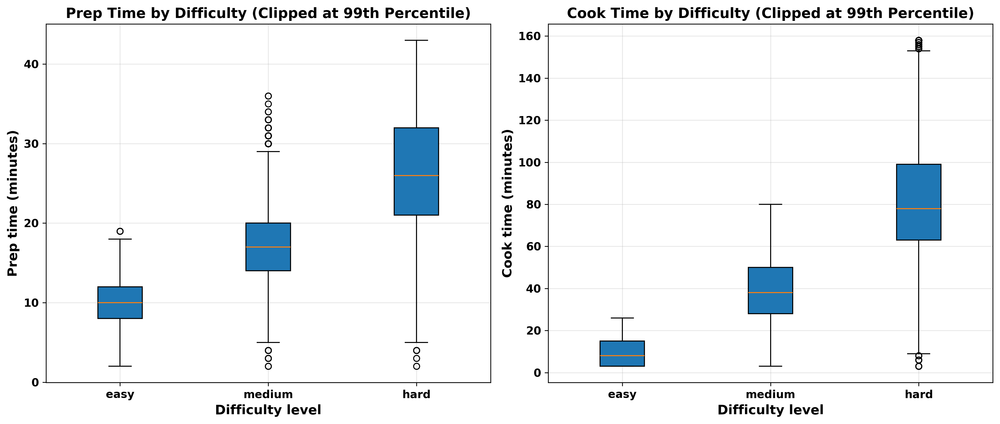 Prep Time by Difficulty (Clipped at 99th Percentile)
Prep time (minutes)
40
30
20
10
0
easy medium hard
Difficulty level
Cook Time by Difficulty (Clipped at 99th Percentile)
Cook time (minutes)
160
140
120
100
80
60
40
20
0
easy medium hard
Difficulty level